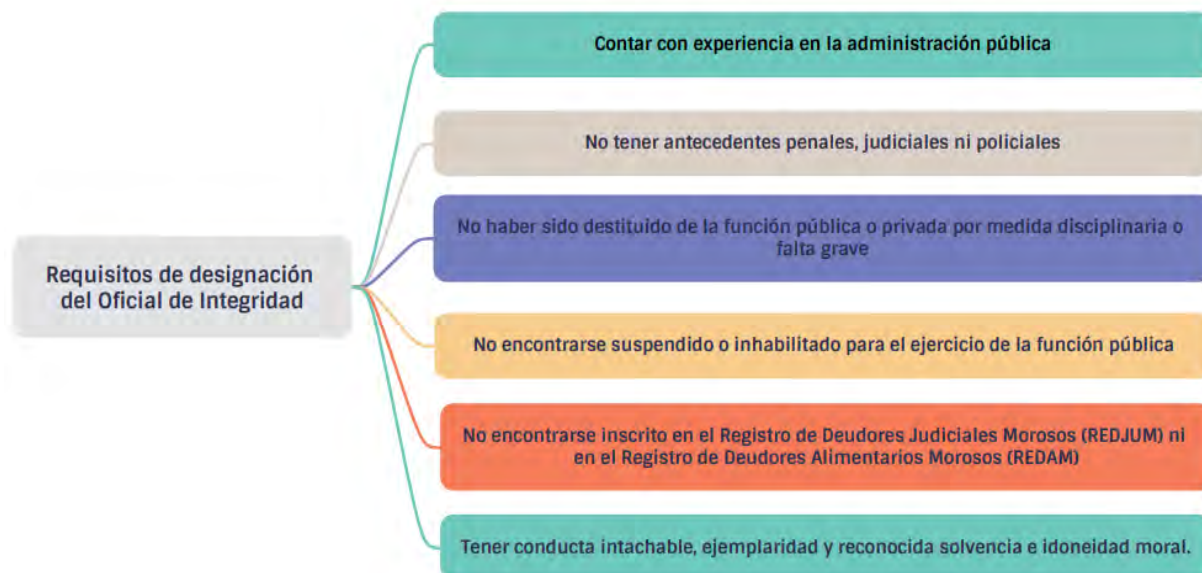 Contar con experiencia en la administración pública
No tener antecedentes penales, judiciales ni policiales
No haber sido destituido de la función pública o privada por medida disciplinaria o
falta grave
Requisitos de designación
del Oficial de Integridad
No encontrarse suspendido o inhabilitado para el ejercicio de la función pública
No encontrarse inscrito en el Registro de Deudores Judiciales Morosos (REDJUM) ni
en el Registro de Deudores Alimentarios Morosos (REDAM)
Tener conducta intachable, ejemplaridad y reconocida solvencia e idoneidad moral.